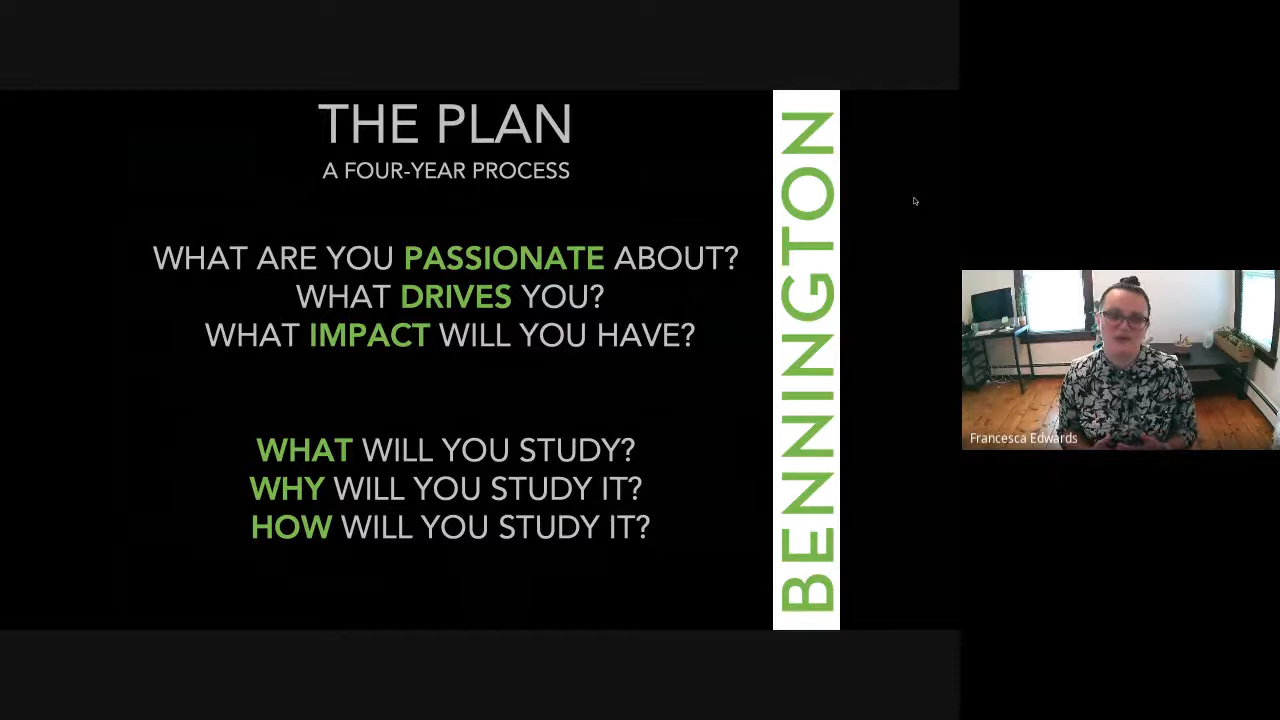 THE PLAN
A FOUR-YEAR PROCESS
WHAT ARE YOU PASSIONATE ABOUT?
WHAT DRIVES YOU?
WHAT IMPACT WILL YOU HAVE?
WHAT WILL YOU STUDY?
WHY WILL YOU STUDY IT?
HOW WILL YOU STUDY IT?
BENNINGTON
Francesca Edwards